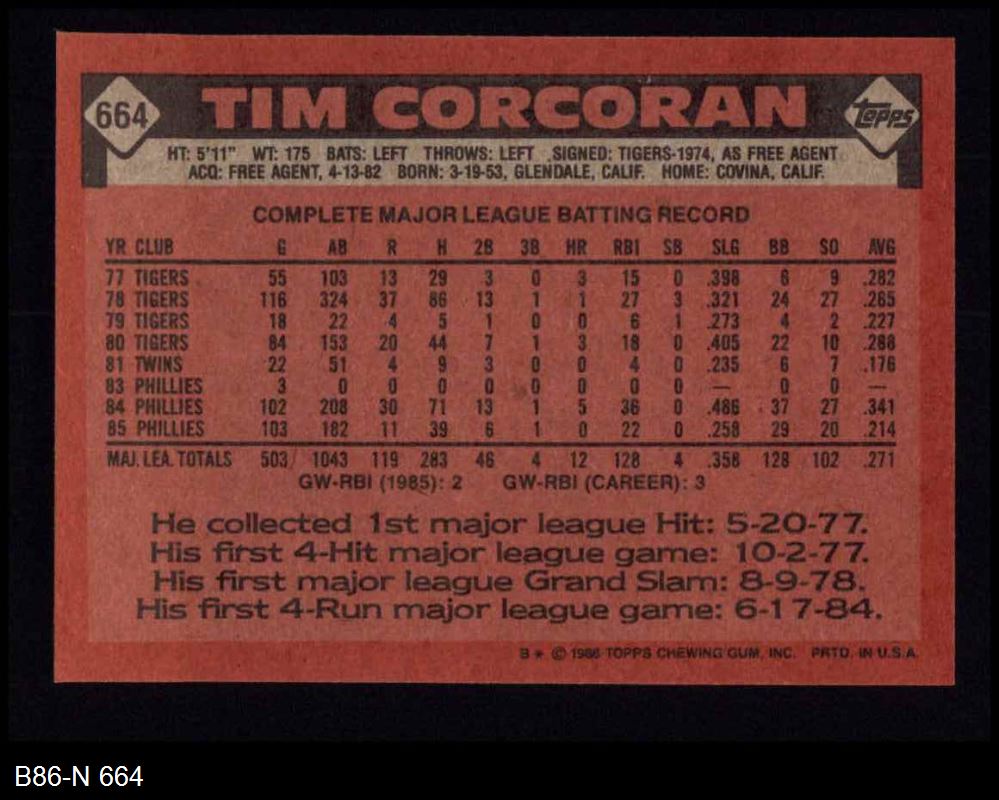 664 TIM CORCORAN Topps
HT: 5'11" WT: 175 BATS: LEFT THROWS: LEFT SIGNED: TIGERS-1974, AS FREE AGENT
ACQ: FREE AGENT, 4-13-82 BORN: 3-19-53, GLENDALE, CALIF. HOME: COVINA, CALIF.
COMPLETE MAJOR LEAGUE BATTING RECORD
YR CLUB G AB R H 2B 3B HR RBI SB SLG BB SO AVG
77 TIGERS 55 103 13 29 3 0 3 15 0 .398 6 9 .282
78 TIGERS 116 324 37 86 13 1 1 27 3 .321 24 27 .265
79 TIGERS 18 22 4 5 1 0 0 6 1 .273 4 2 .227
80 TIGERS 84 153 20 44 7 1 3 18 0 .405 22 10 .288
81 TWINS 22 51 4 9 3 0 0 4 0 .235 6 7 .176
83 PHILLIES 3 0 0 0 0 0 0 0 0 — 0 0 —
84 PHILLIES 102 208 30 71 13 1 5 36 0 .486 37 27 .341
85 PHILLIES 103 182 11 39 6 1 0 22 0 .258 29 20 .214
MAJ. LEA. TOTALS 503 1043 119 283 46 4 12 128 4 .356 128 102 .271
GW-RBI (1985): 2 GW-RBI (CAREER): 3
He collected 1st major league Hit: 5-20-77.
His first 4-Hit major league game: 10-2-77.
His first major league Grand Slam: 8-9-78.
His first 4-Run major league game: 6-17-84.
B * © 1986 TOPPS CHEWING GUM, INC. PRTD. IN U.S.A.
B86-N 664